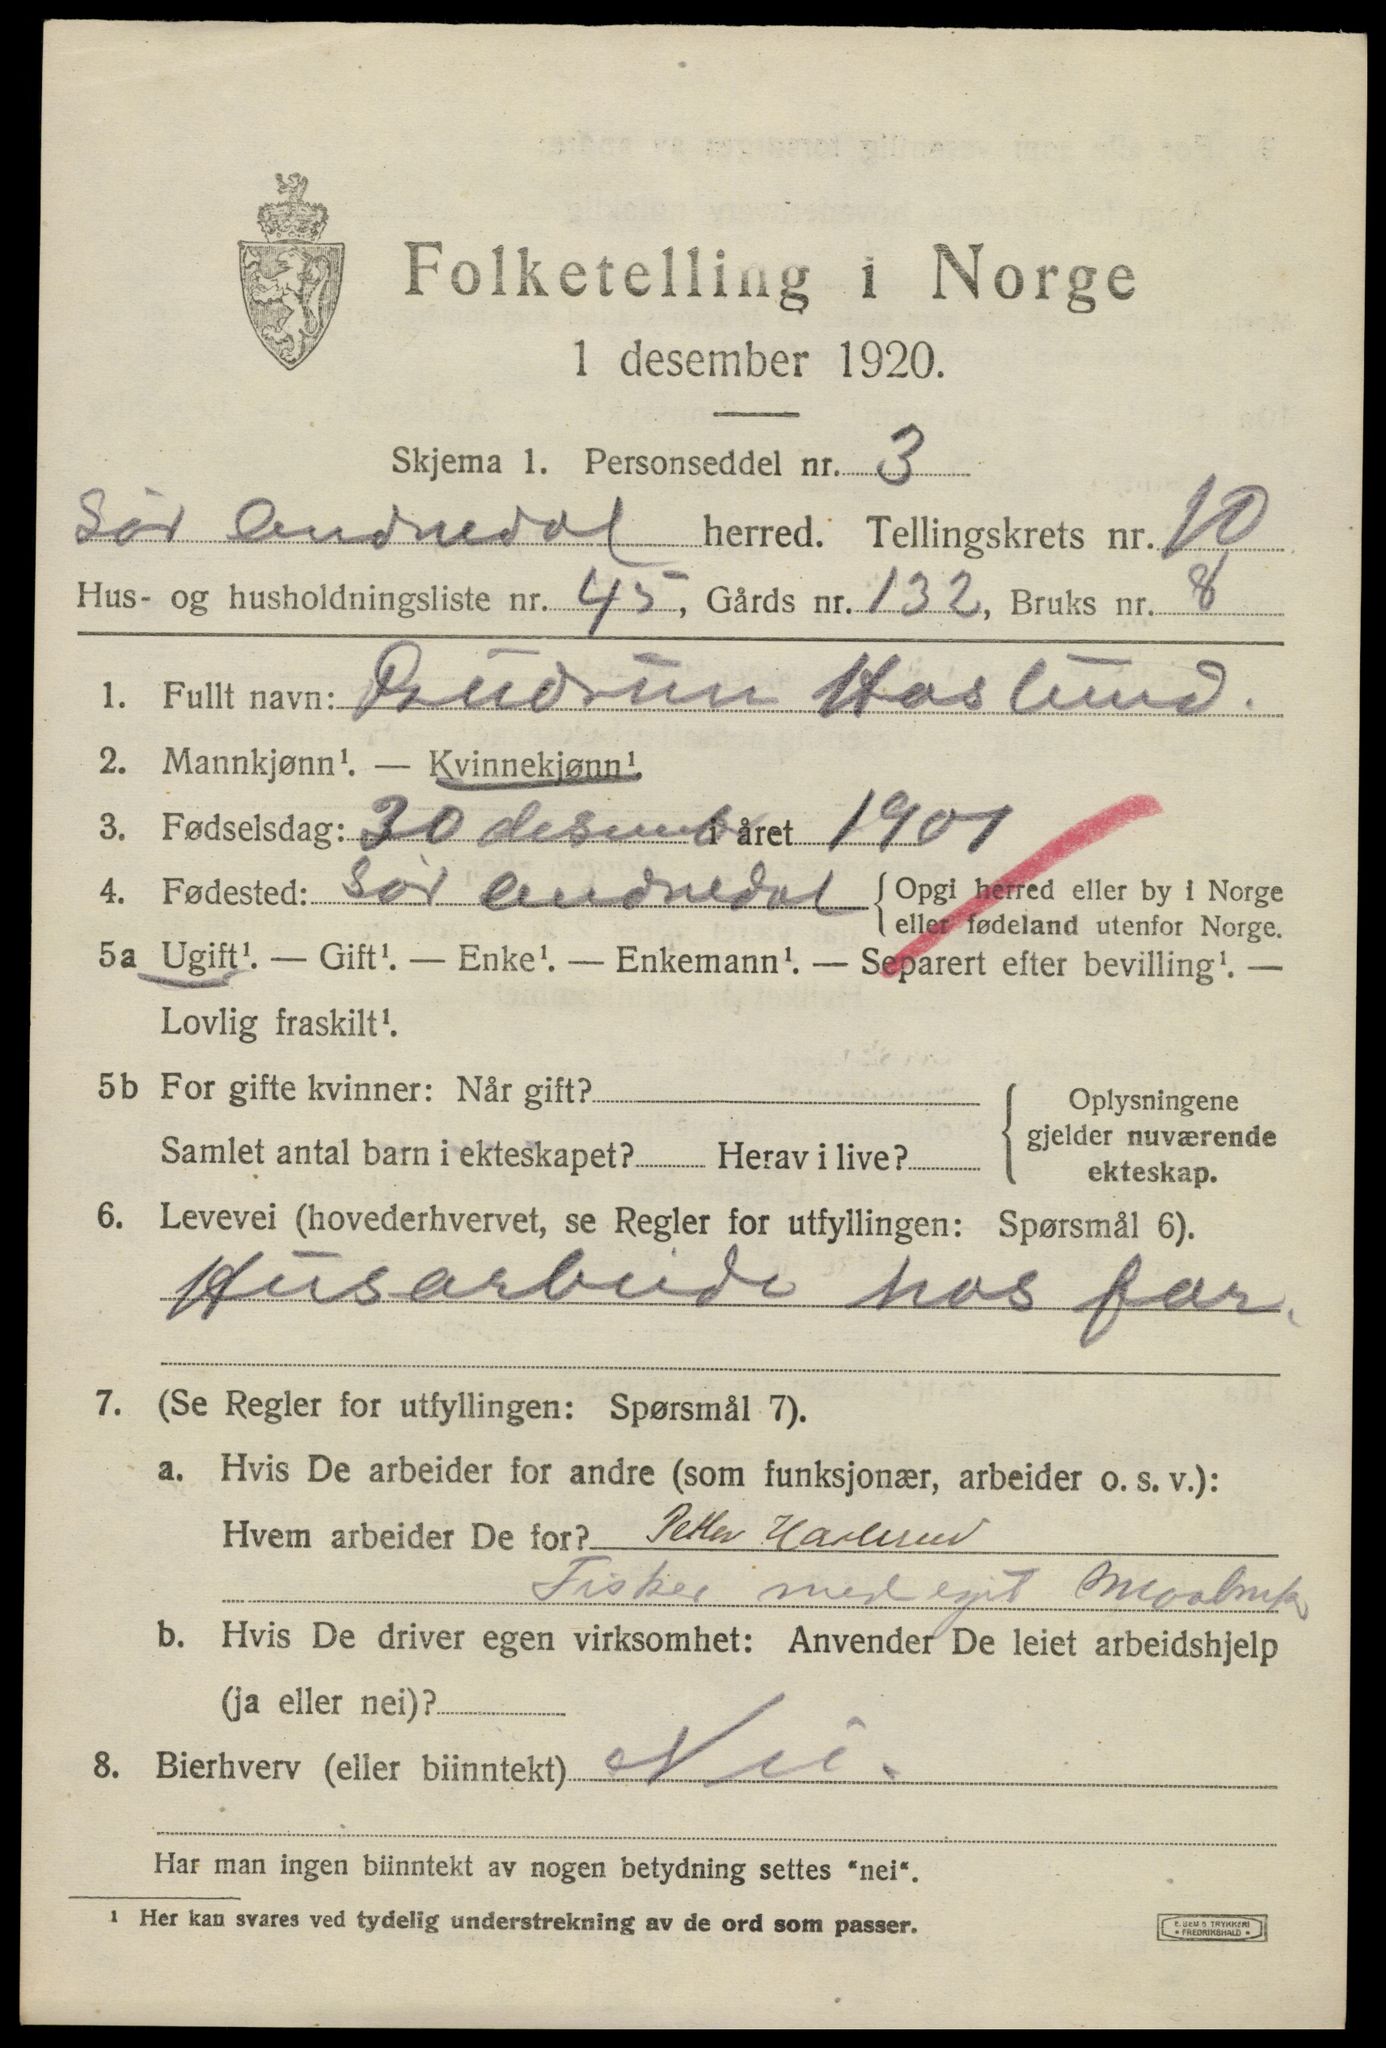 Folketelling i Norge
1 desember 1920.
Skjema 1. Personseddel nr. 3
Sør Audnedal herred. Tellingskrets nr. 10
Hus- og husholdningsliste nr. 45, Gårds nr. 132, Bruks nr. 8
1. Fullt navn: Gudrun Haslund.
2. Mannkjønn¹. — Kvinnekjønn¹.
3. Fødselsdag: 30 desemb i året 1901
4. Fødested: Sør Audnedal {Opgi herred eller by i Norge
eller fødeland utenfor Norge.
5a Ugift¹. — Gift¹. — Enke¹. — Enkemann¹. — Separert efter bevilling¹. —
Lovlig fraskilt¹.
5b For gifte kvinner: Når gift? { Oplysningene
gjelder nuværende
Samlet antal barn i ekteskapet? Herav i live? ekteskap.
6. Levevei (hovederhvervet, se Regler for utfyllingen: Spørsmål 6).
Husarbeide hos far.
7. (Se Regler for utfyllingen: Spørsmål 7).
a. Hvis De arbeider for andre (som funksjonær, arbeider o. s. v.):
Hvem arbeider De for? Petter Haslund
Fisker med eget
b. Hvis De driver egen virksomhet: Anvender De leiet arbeidshjelp
(ja eller nei)?
8. Bierhverv (eller biinntekt) Nei.
Har man ingen biinntekt av nogen betydning settes "nei".
¹ Her kan svares ved tydelig understrekning av de ord som passer.
E. SEM'S TRYKKERI
* FREDRIKSHALD *